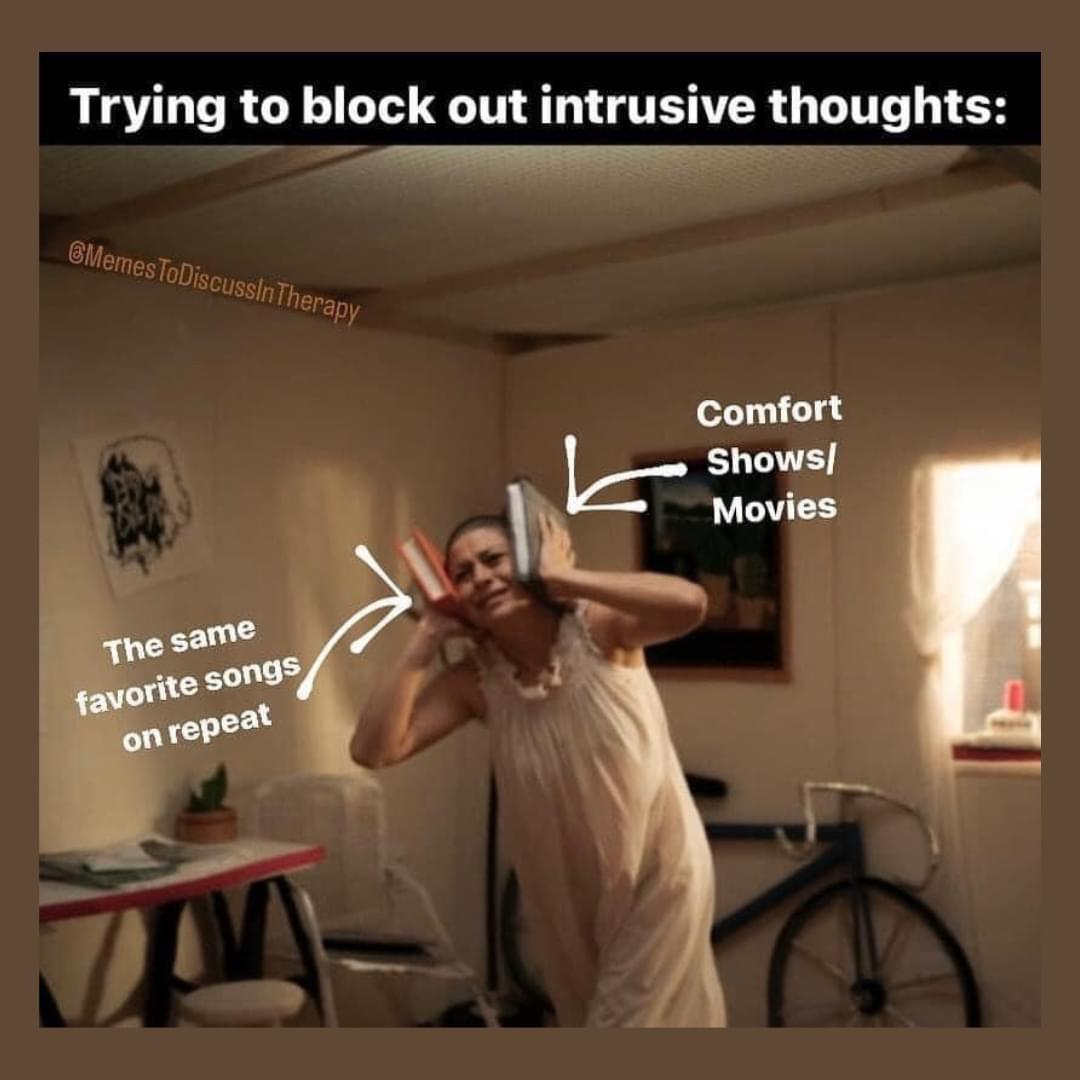 Trying to block out intrusive thoughts:
@MemesToDiscussInTherapy
Comfort
Shows/
Movies
The same
favorite songs
on repeat